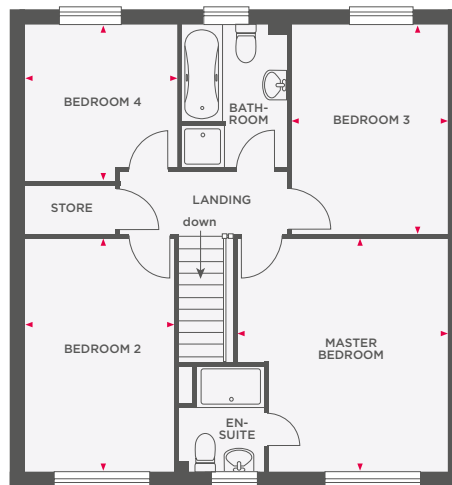 BEDROOM 4
BATH-
ROOM
BEDROOM 3
STORE
LANDING
down
BEDROOM 2
MASTER
BEDROOM
EN-
SUITE